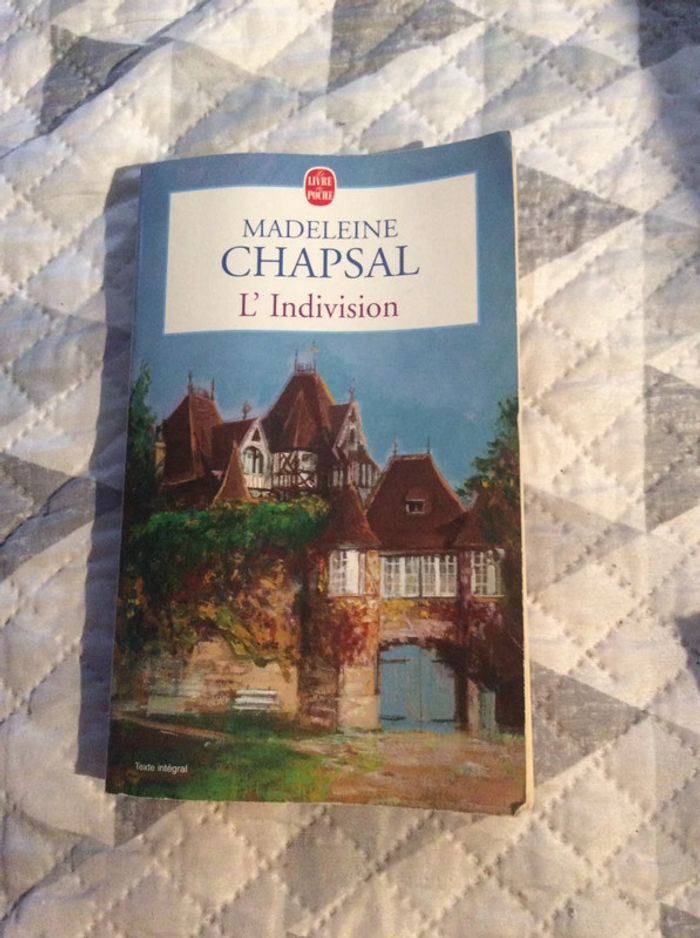 Le
LIVRE
de
POCHE
MADELEINE
CHAPSAL
L' Indivision
Texte intégral